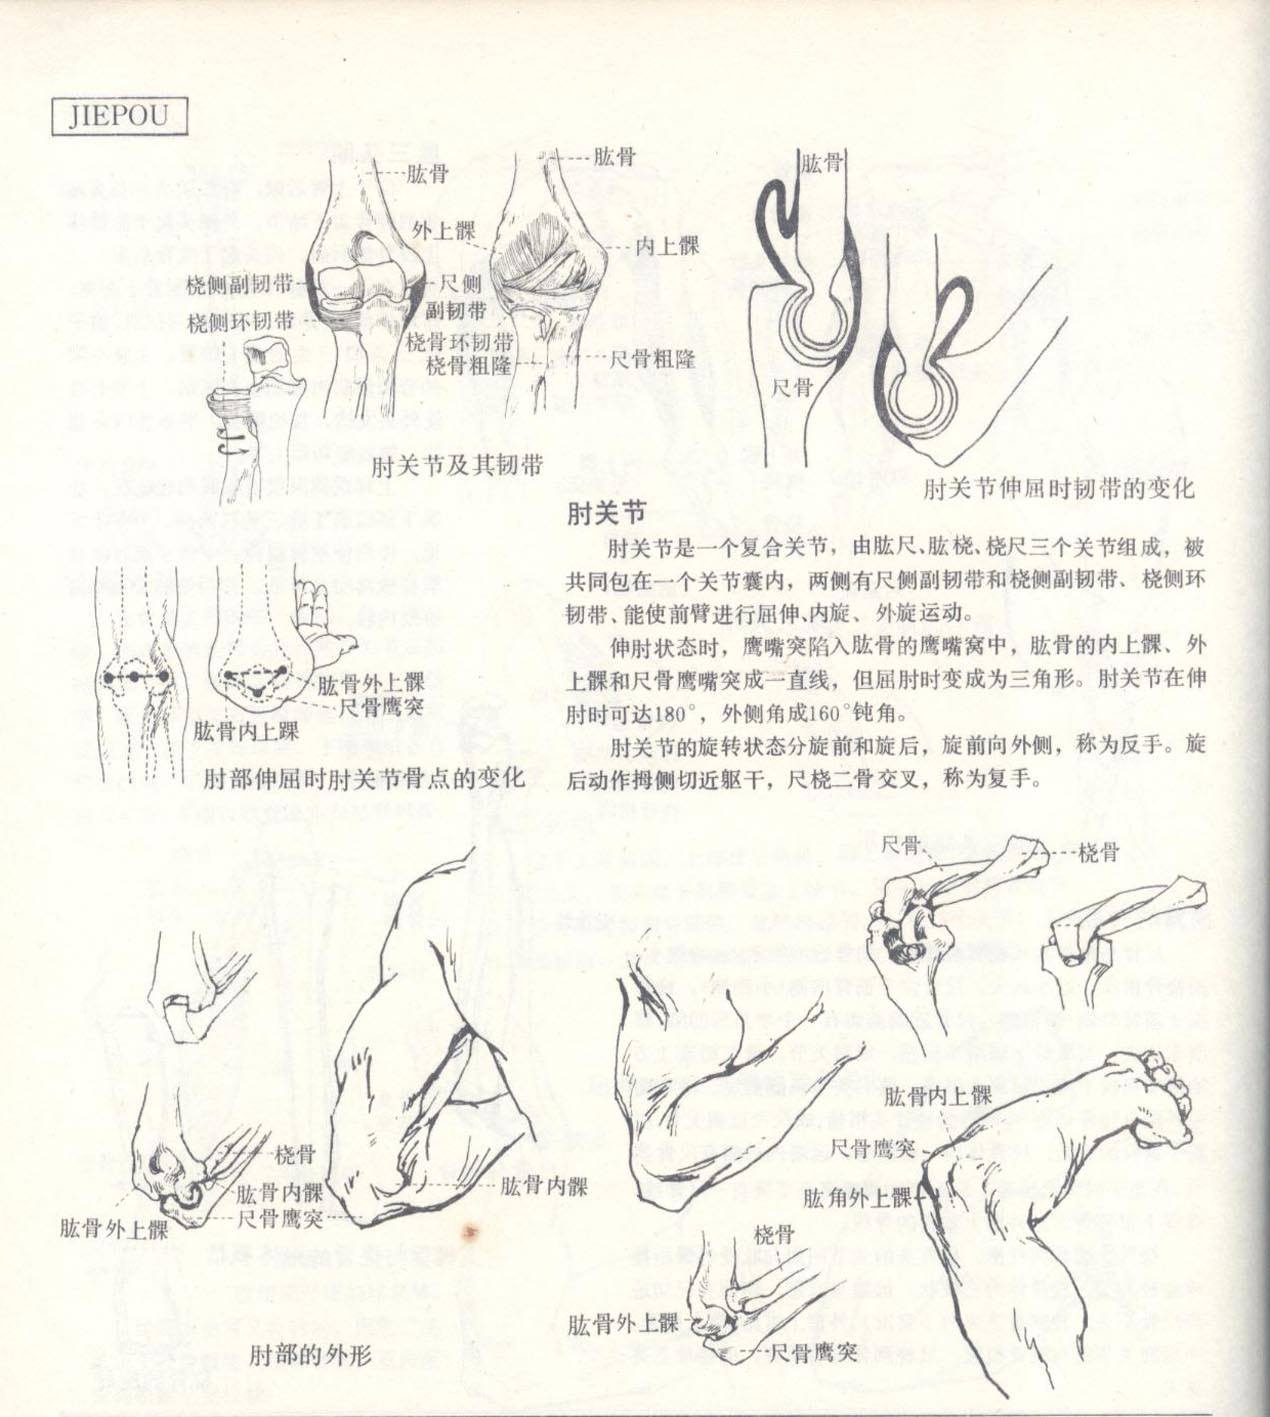 JIEPOU
肱骨
肱骨
外上髁
内上髁
桡侧副韧带
尺侧
副韧带
桡侧环韧带
桡骨环韧带
桡骨粗隆
尺骨粗隆
肘关节及其韧带
肱骨
尺骨
肘关节伸屈时韧带的变化
肘关节
肘关节是一个复合关节，由肱尺、肱桡、桡尺三个关节组成，被
共同包在一个关节囊内，两侧有尺侧副韧带和桡侧副韧带、桡侧环
韧带、能使前臂进行屈伸、内旋、外旋运动。
伸肘状态时，鹰嘴突陷入肱骨的鹰嘴窝中，肱骨的内上髁、外
上髁和尺骨鹰嘴突成一直线，但屈肘时变成为三角形。肘关节在伸
肘时可达180°，外侧角成160°钝角。
肘关节的旋转状态分旋前和旋后，旋前向外侧，称为反手。旋
后动作拇侧切近躯干，尺桡二骨交叉，称为复手。
肱骨外上髁
尺骨鹰突
肱骨内上踝
肘部伸屈时肘关节骨点的变化
桡骨
肱骨内髁
尺骨鹰突
肱骨外上髁
肱骨内髁
肘部的外形
尺骨
桡骨
肱骨内上髁
尺骨鹰突
肱角外上髁
桡骨
肱骨外上髁
尺骨鹰突